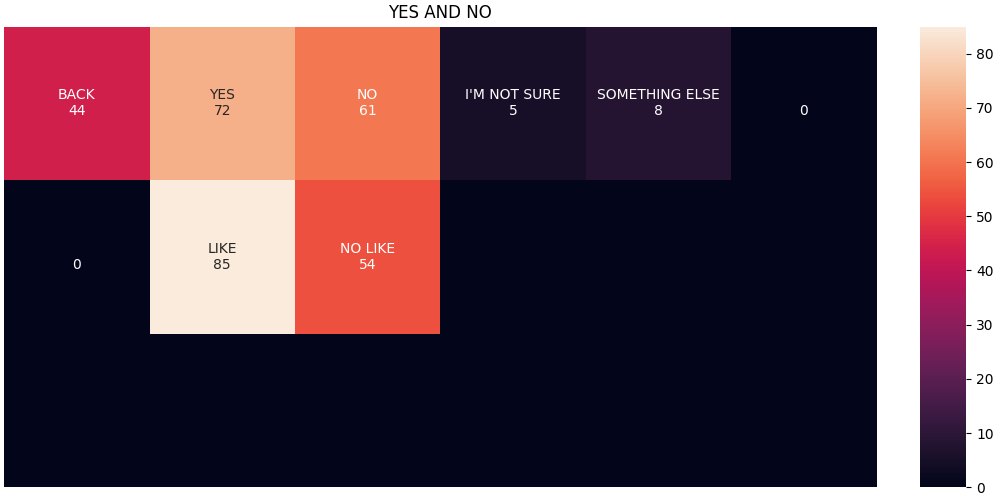 YES AND NO
BACK
44
YES
72
NO
61
I'M NOT SURE
5
SOMETHING ELSE
8
0
0
LIKE
85
NO LIKE
54
80
70
60
50
40
30
20
10
0